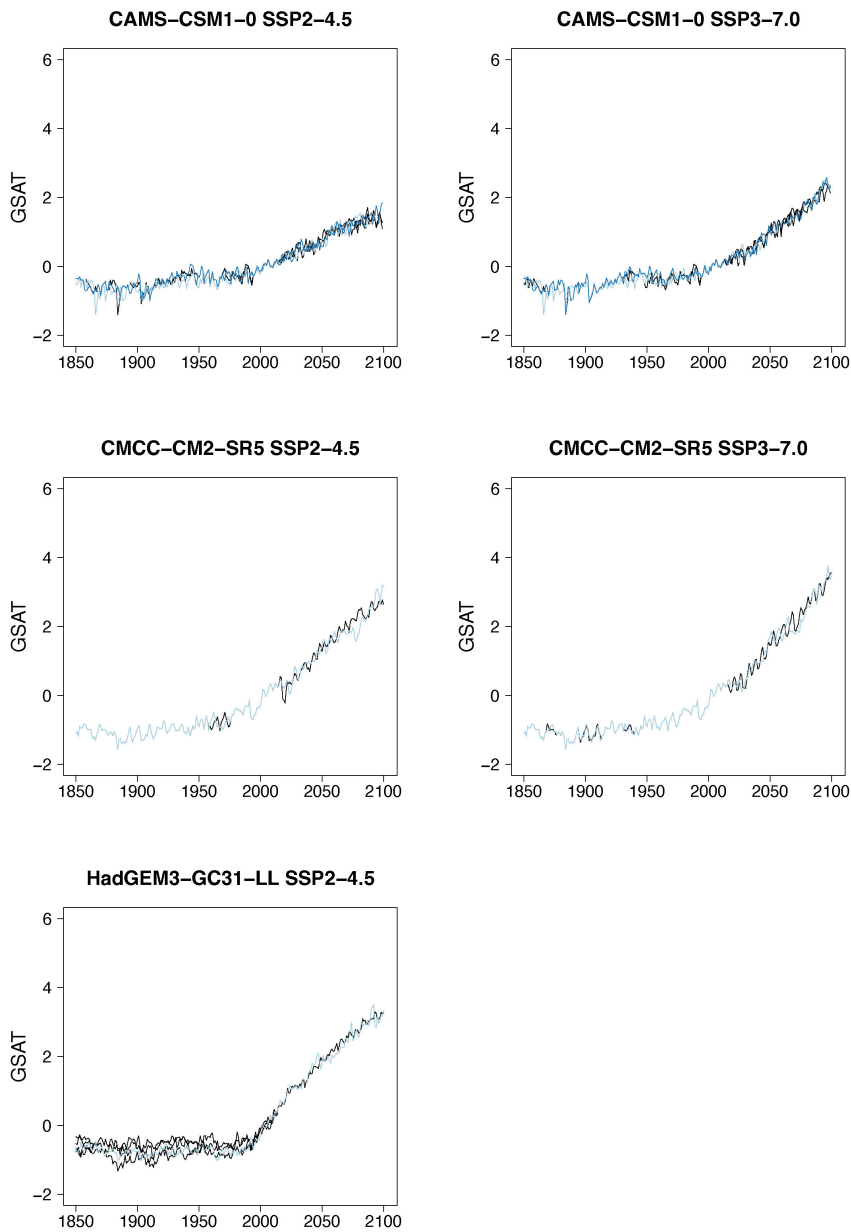 CAMS−CSM1−0 SSP2−4.5
GSAT
6
4
2
0
−2
1850 1900 1950 2000 2050 2100
CAMS−CSM1−0 SSP3−7.0
GSAT
6
4
2
0
−2
1850 1900 1950 2000 2050 2100
CMCC−CM2−SR5 SSP2−4.5
GSAT
6
4
2
0
−2
1850 1900 1950 2000 2050 2100
CMCC−CM2−SR5 SSP3−7.0
GSAT
6
4
2
0
−2
1850 1900 1950 2000 2050 2100
HadGEM3−GC31−LL SSP2−4.5
GSAT
6
4
2
0
−2
1850 1900 1950 2000 2050 2100